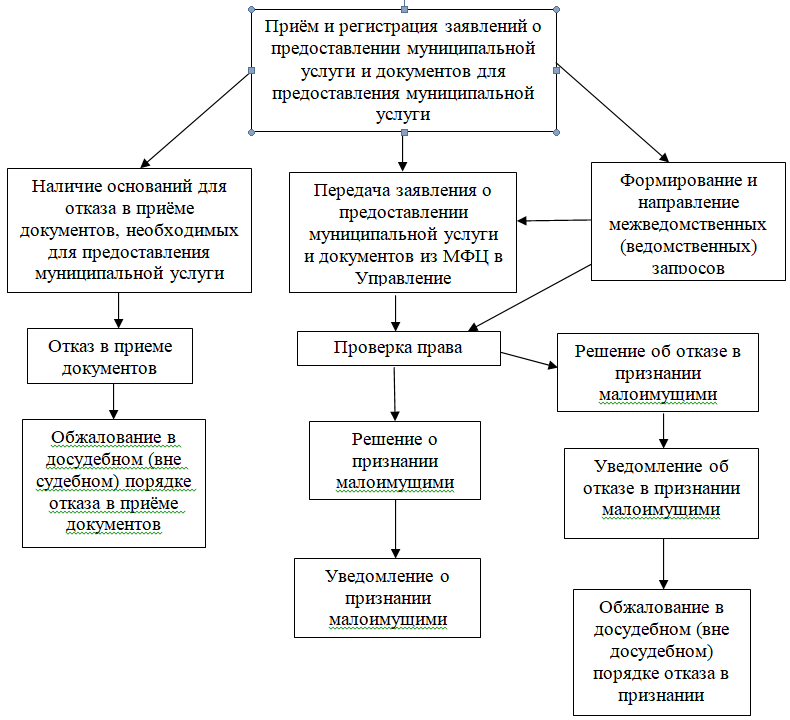 Приём и регистрация заявлений о
предоставлении муниципальной
услуги и документов для
предоставления муниципальной
услуги
Наличие оснований для
отказа в приёме
документов, необходимых
для предоставления
муниципальной услуги
Передача заявления о
предоставлении
муниципальной услуги
и документов из МФЦ в
Управление
Формирование и
направление
межведомственных
(ведомственных)
запросов
Отказ в приеме
документов
Проверка права
Решение об отказе в
признании
малоимущими
Обжалование в
досудебном (вне
судебном) порядке
отказа в приёме
документов
Решение о
признании
малоимущими
Уведомление об
отказе в признании
малоимущими
Уведомление о
признании
малоимущими
Обжалование в
досудебном (вне
досудебном)
порядке отказа в
признании